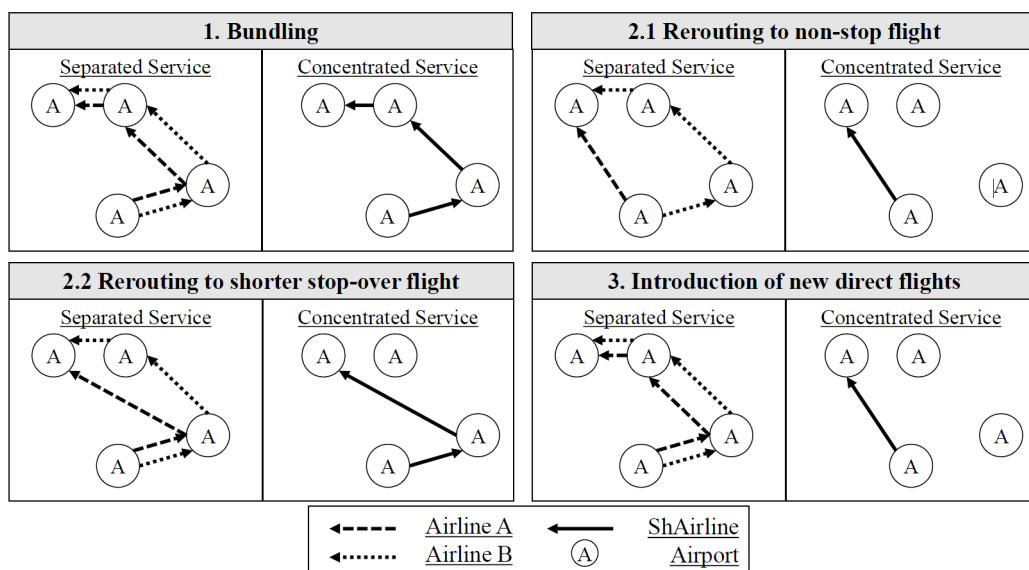 1. Bundling
Separated Service
Concentrated Service
A
A
A
A
A
A
A
A
2.1 Rerouting to non-stop flight
Separated Service
Concentrated Service
A
A
A
A
A
A
A
A
2.2 Rerouting to shorter stop-over flight
Separated Service
Concentrated Service
A
A
A
A
A
A
A
A
3. Introduction of new direct flights
Separated Service
Concentrated Service
A
A
A
A
A
A
A
A
Airline A
ShAirline
Airline B
A
Airport